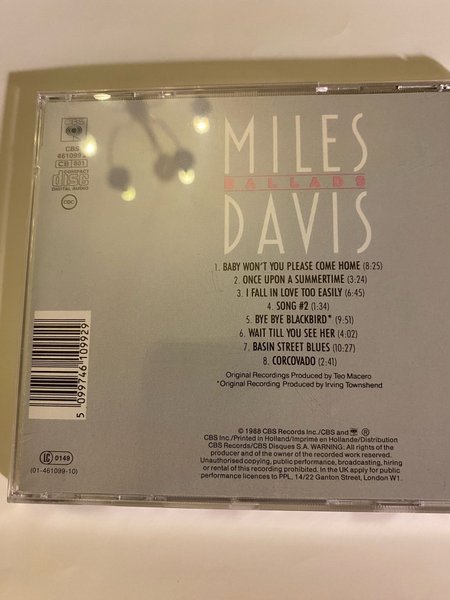 CBS
CBS
4610992
CB 801
COMPACT
disc
DIGITAL AUDIO
CDC
MILES
BALLADS
DAVIS
1. BABY WON'T YOU PLEASE COME HOME (8:25)
2. ONCE UPON A SUMMERTIME (3:24)
3. I FALL IN LOVE TOO EASILY (6:45)
4. SONG #2 (1:34)
5. BYE BYE BLACKBIRD* (9:51)
6. WAIT TILL YOU SEE HER (4:02)
7. BASIN STREET BLUES (10:27)
8. CORCOVADO (2:41)
Original Recordings Produced by Teo Macero
*Original Recording Produced by Irving Townshend
5 099746 109929
LC 0149
(01-461099-10)
© 1988 CBS Records Inc./CBS and ®
CBS Inc./Printed in Holland/Imprimé en Hollande/Distribution
CBS Records/CBS Disques S.A. WARNING: All rights of the
producer and of the owner of the work reproduced reserved.
Unauthorised copying, public performance, broadcasting, hiring
or rental of this recording prohibited. In the UK apply for public
performance licences to PPL, 14/22 Ganton Street, London W1.